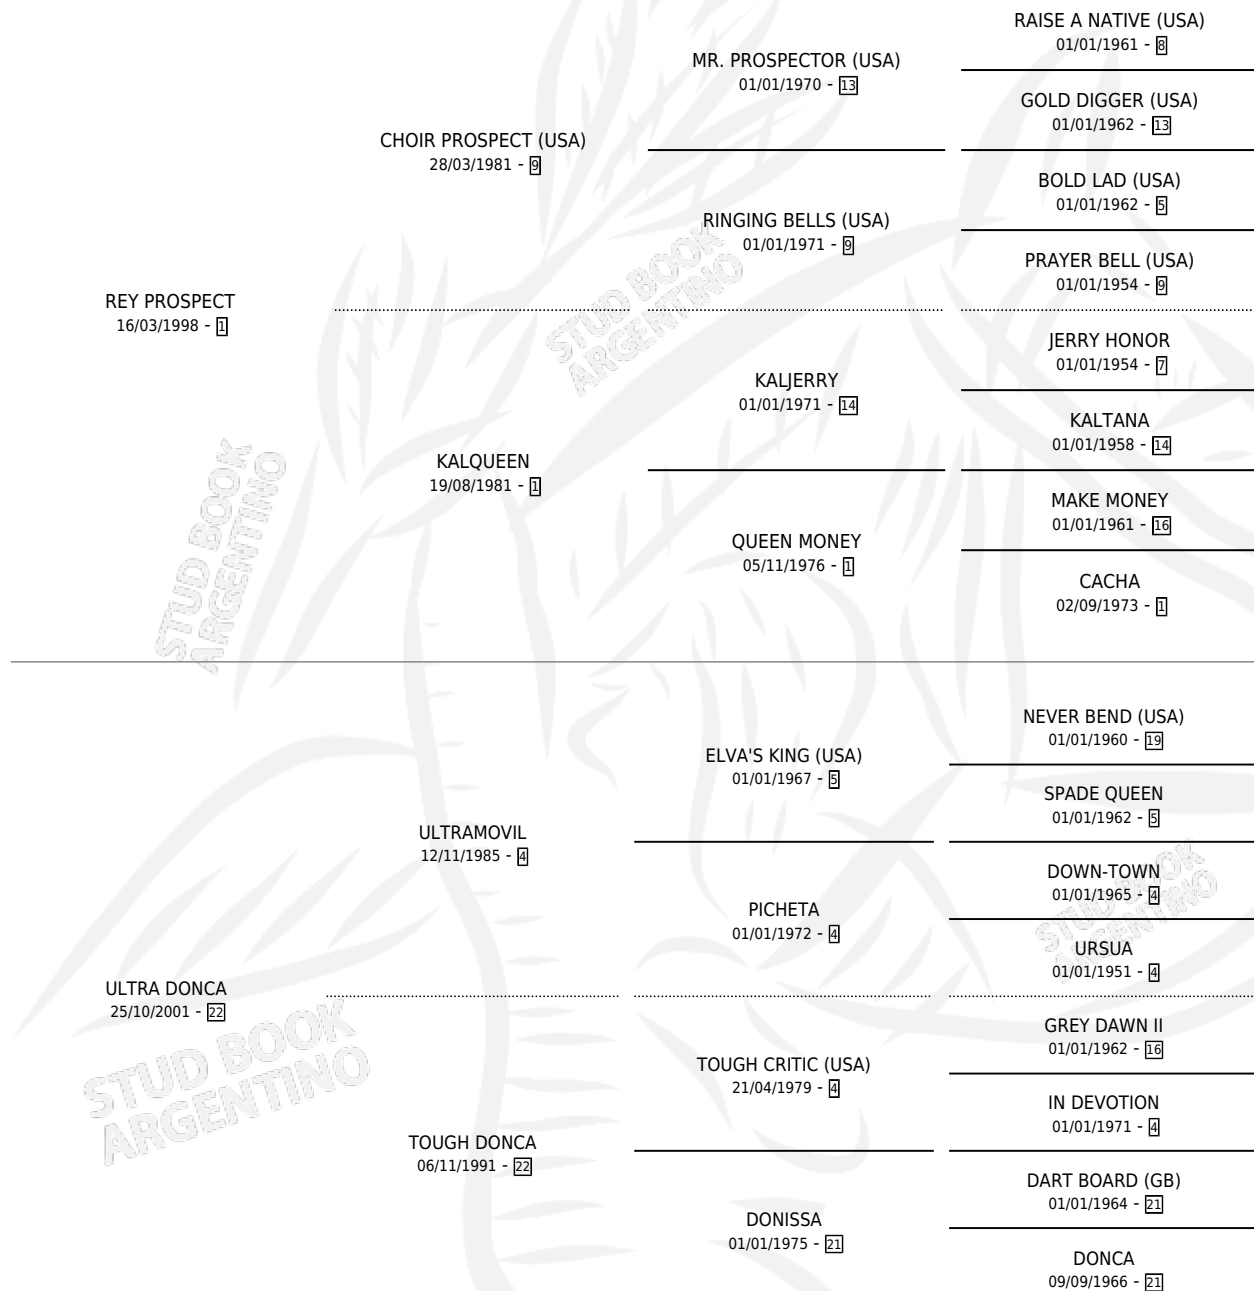 RAISE A NATIVE (USA)
01/01/1961 - 8
MR. PROSPECTOR (USA)
01/01/1970 - 13
GOLD DIGGER (USA)
01/01/1962 - 13
CHOIR PROSPECT (USA)
28/03/1981 - 9
BOLD LAD (USA)
01/01/1962 - 5
RINGING BELLS (USA)
01/01/1971 - 9
PRAYER BELL (USA)
01/01/1954 - 9
REY PROSPECT
16/03/1998 - 1
JERRY HONOR
01/01/1954 - 7
KALJERRY
01/01/1971 - 14
KALTANA
01/01/1958 - 14
KALQUEEN
19/08/1981 - 1
MAKE MONEY
01/01/1961 - 16
QUEEN MONEY
05/11/1976 - 1
CACHA
02/09/1973 - 1
NEVER BEND (USA)
01/01/1960 - 19
ELVA'S KING (USA)
01/01/1967 - 5
SPADE QUEEN
01/01/1962 - 5
ULTRAMOVIL
12/11/1985 - 4
DOWN-TOWN
01/01/1965 - 4
PICHETA
01/01/1972 - 4
URSUA
01/01/1951 - 4
ULTRA DONCA
25/10/2001 - 22
GREY DAWN II
01/01/1962 - 16
TOUGH CRITIC (USA)
21/04/1979 - 4
IN DEVOTION
01/01/1971 - 4
TOUGH DONCA
06/11/1991 - 22
DART BOARD (GB)
01/01/1964 - 21
DONISSA
01/01/1975 - 21
DONCA
09/09/1966 - 21
STUD BOOK
ARGENTINO
STUD BOOK
ARGENTINO
STUD BOOK
ARGENTINO
STUD BOOK
ARGENTINO